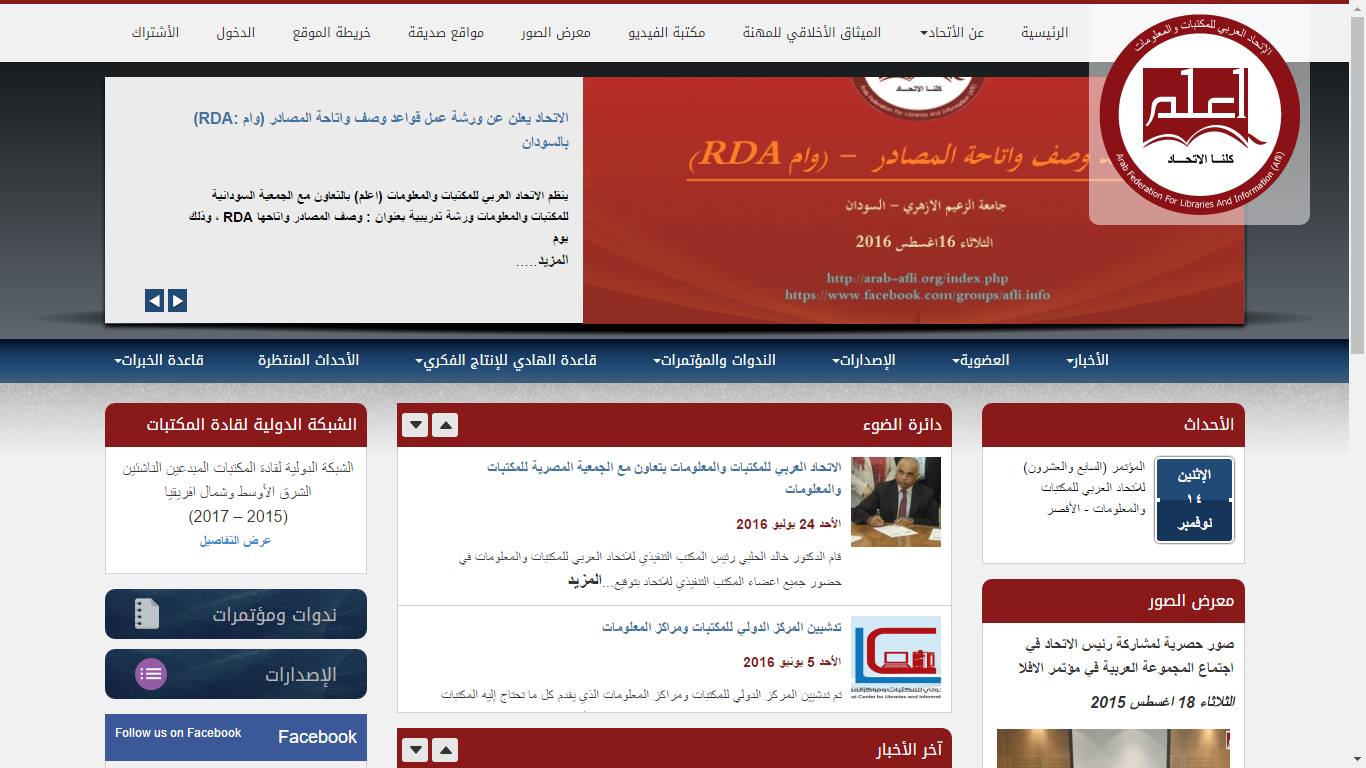 الرئيسية
عن الأتحاد
الميثاق الأخلاقي للمهنة
مكتبة الفيديو
معرض الصور
مواقع صديقة
خريطة الموقع
الدخول
الأشتراك
الإتحاد العربي للمكتبات والمعلومات
اعلم
كلنا الاتحاد
Arab Federation For Libraries And Information (Afli)
Arab Federation For Libraries And Information (Afli)
وصف واتاحة المصادر – (وام RDA)
جامعة الزعيم الازهري – السودان
الثلاثاء 16اغسطس 2016
http://arab-afli.org/index.php
https://www.facebook.com/groups/afli.info
الاتحاد يعلن عن ورشة عمل قواعد وصف واتاحة المصادر (وام :RDA)
بالسودان
ينظم الاتحاد العربي للمكتبات والمعلومات (اعلم) بالتعاون مع الجمعية السودانية
للمكتبات والمعلومات ورشة تدريبية بعنوان : وصف المصادر واتاحها RDA ، وذلك
يوم
المزيد.....
الأخبار
العضوية
الإصدارات
الندوات والمؤتمرات
قاعدة الهادي للإنتاج الفكري
الأحداث المنتظرة
قاعدة الخبرات
الأحداث
الإثنين
١٤
نوفمبر
المؤتمر (السابع والعشرون)
للاتحاد العربي للمكتبات
والمعلومات - الأقصر
معرض الصور
صور حصرية لمشاركة رئيس الاتحاد في
اجتماع المجموعة العربية في مؤتمر الافلا
الثلاثاء 18 اغسطس 2015
دائرة الضوء
الاتحاد العربي للمكتبات والمعلومات يتعاون مع الجمعية المصرية للمكتبات
والمعلومات
الأحد 24 يوليو 2016
قام الدكتور خالد الحلبي رئيس المكتب التنفيذي للاتحاد العربي للمكتبات والمعلومات في
حضور جميع اعضاء المكتب التنفيذي للاتحاد بتوقيع...المزيد
تدشيين المركز الدولي للمكتبات ومراكز المعلومات
الأحد 5 يونيو 2016
تم تدشيين المركز الدولي للمكتبات ومراكز المعلومات الذي يقدم كل ما تحتاج إليه المكتبات
آخر الأخبار
الشبكة الدولية لقادة المكتبات
الشبكة الدولية لقادة المكتبات المبدعين الناشئين
الشرق الأوسط وشمال افريقيا
(2015 – 2017)
عرض التفاصيل
ندوات ومؤتمرات
الإصدارات
Follow us on Facebook
Facebook